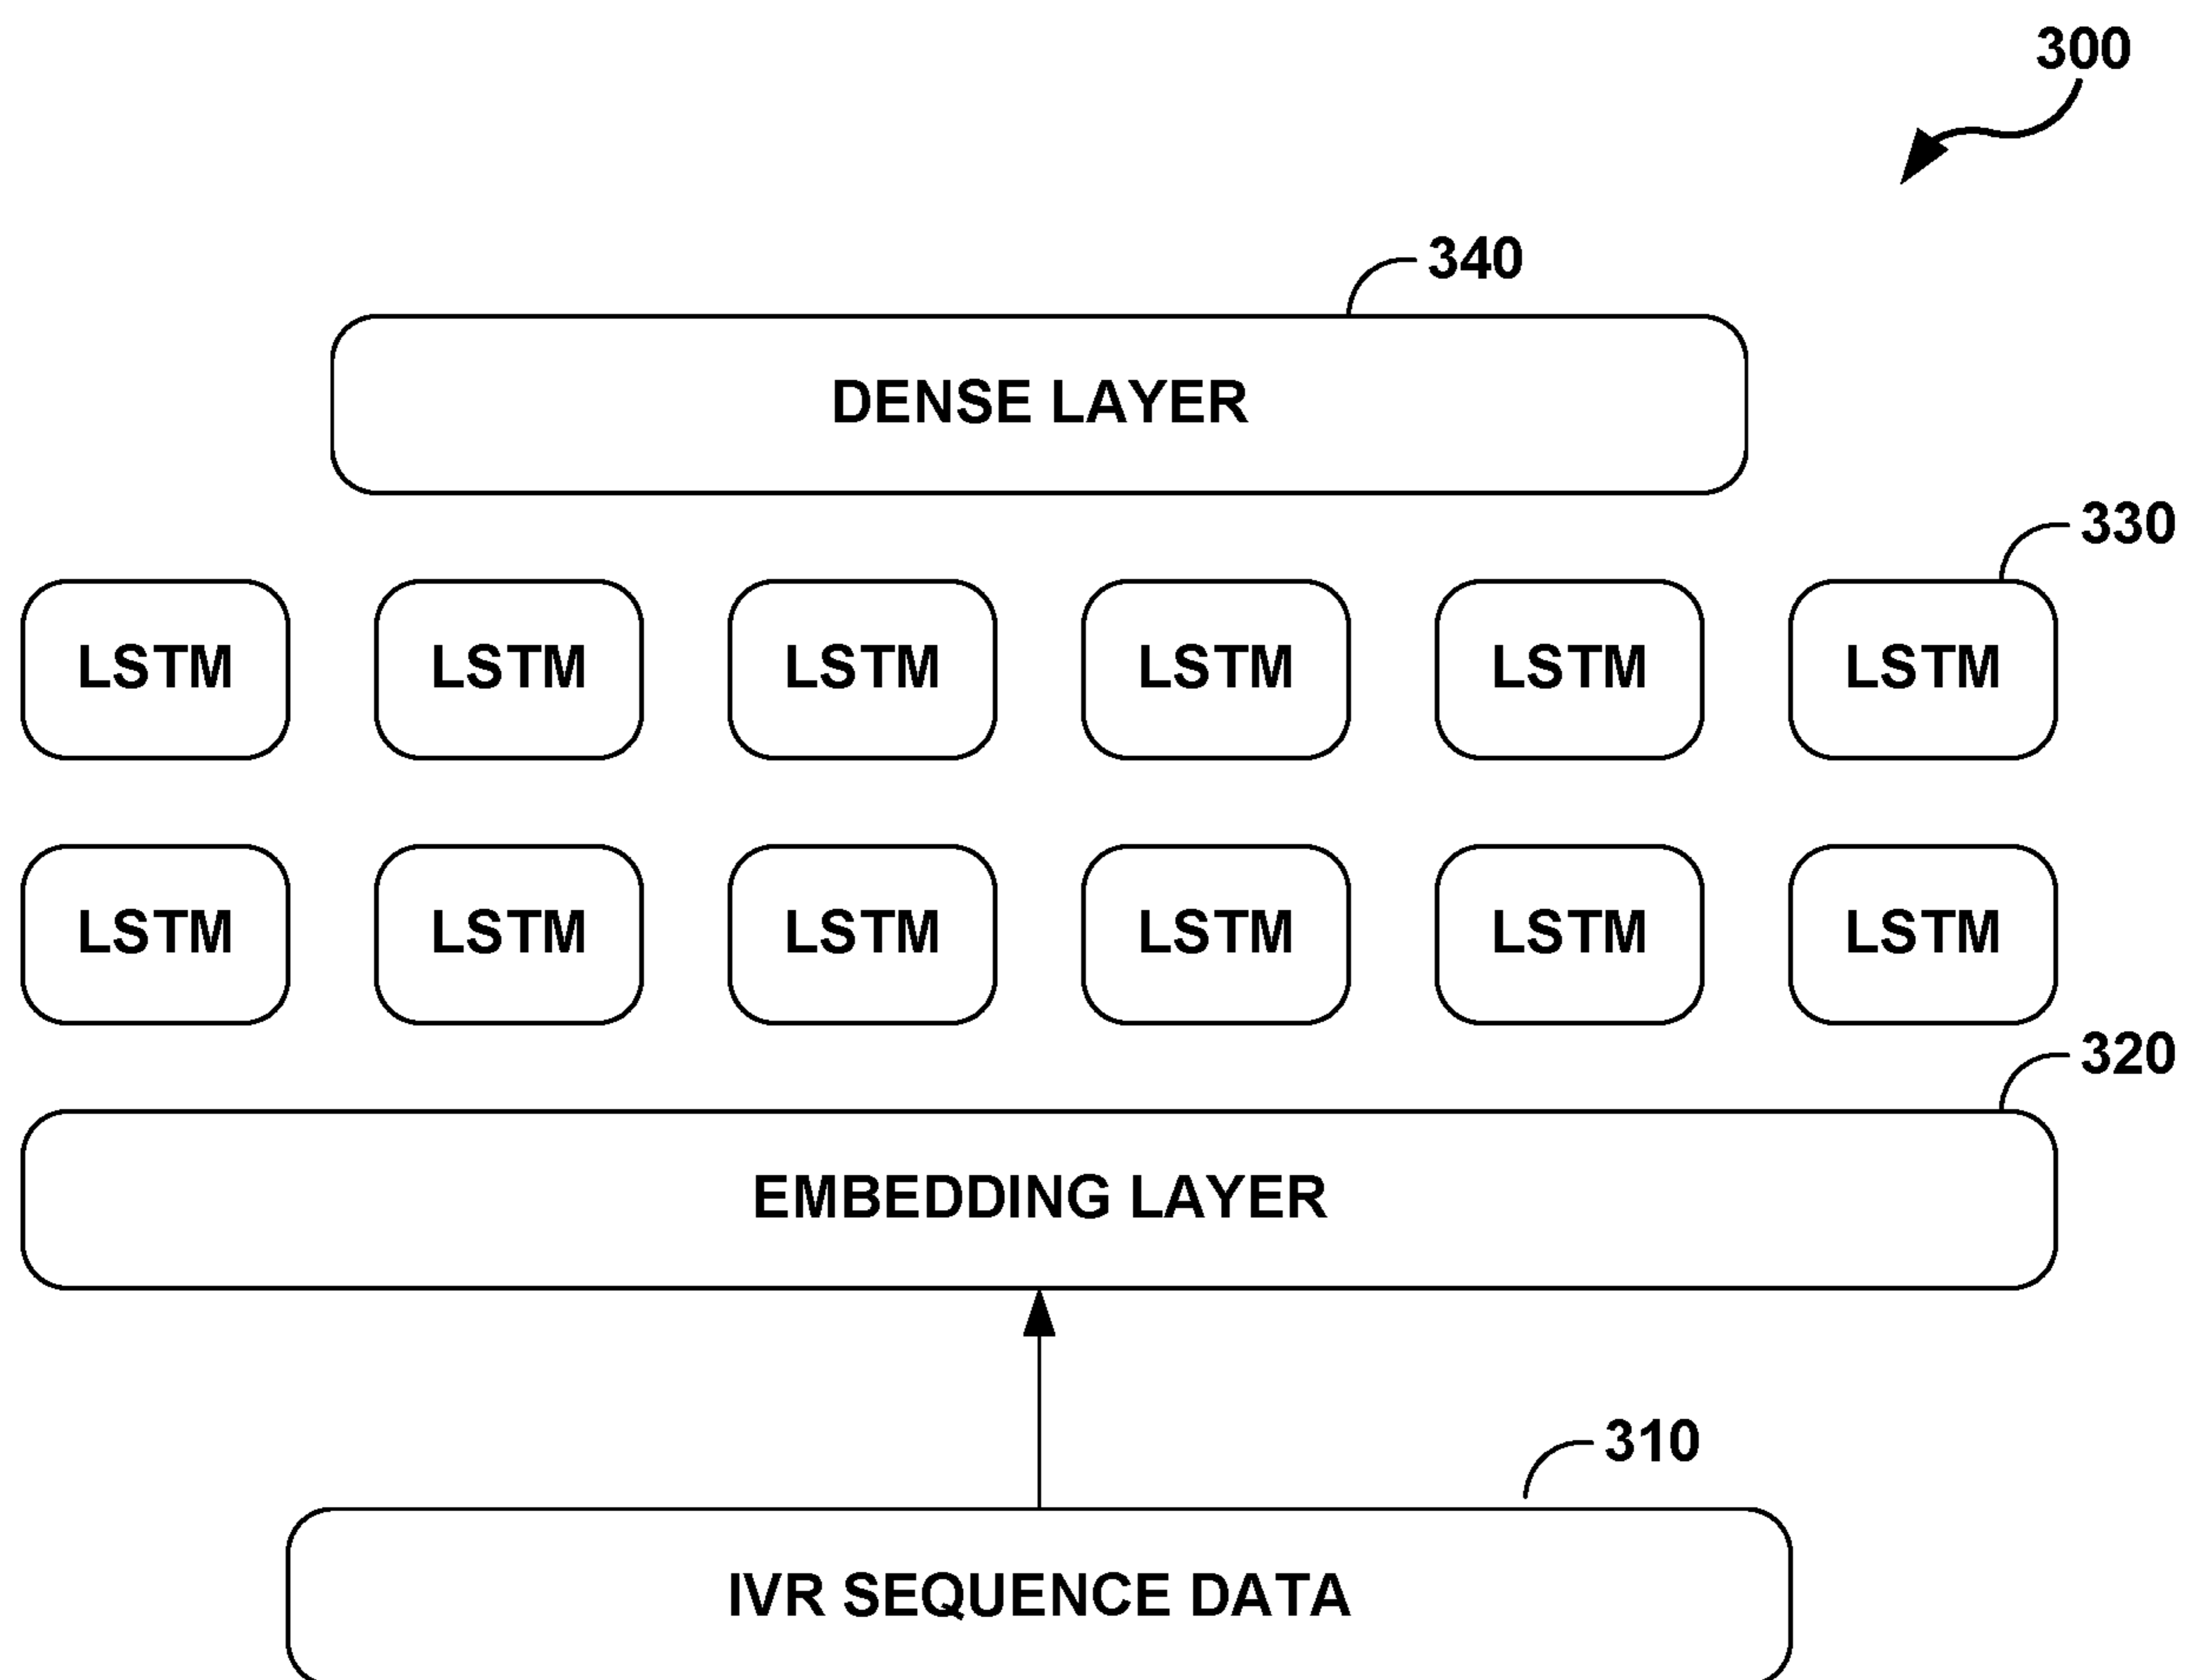 300
340
DENSE LAYER
330
LSTM LSTM LSTM LSTM LSTM LSTM
LSTM LSTM LSTM LSTM LSTM LSTM
320
EMBEDDING LAYER
310
IVR SEQUENCE DATA